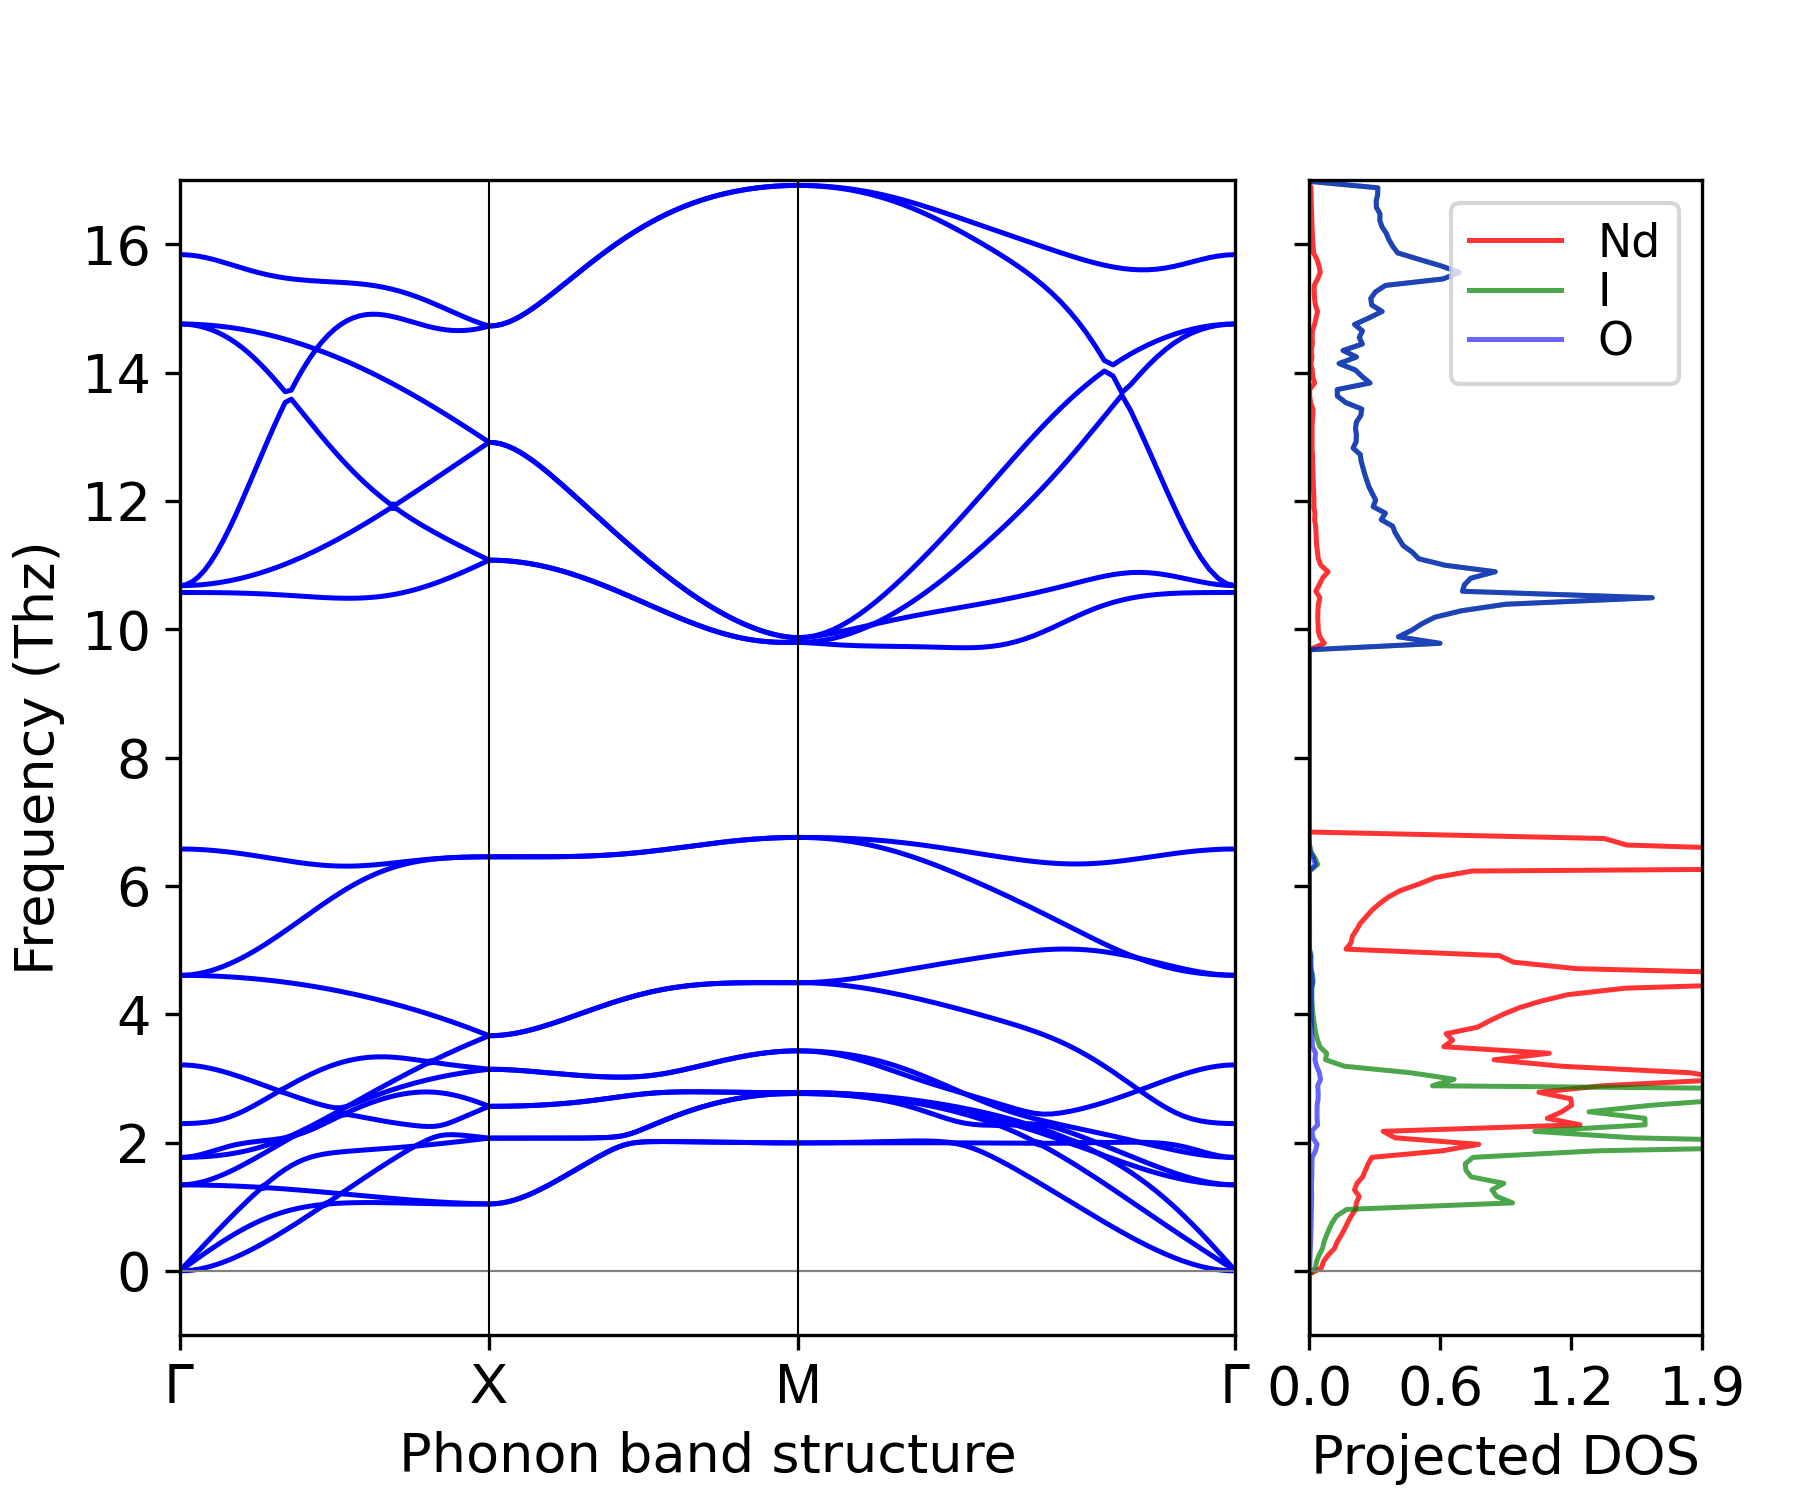 16
14
12
10
8
6
4
2
0
Frequency (Thz)
Γ X M Γ
Phonon band structure
Nd
I
O
0.0 0.6 1.2 1.9
Projected DOS